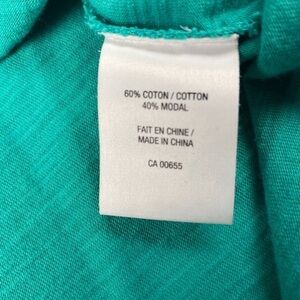 60% COTON / COTTON
40% MODAL
FAIT EN CHINE /
MADE IN CHINA
CA 00655